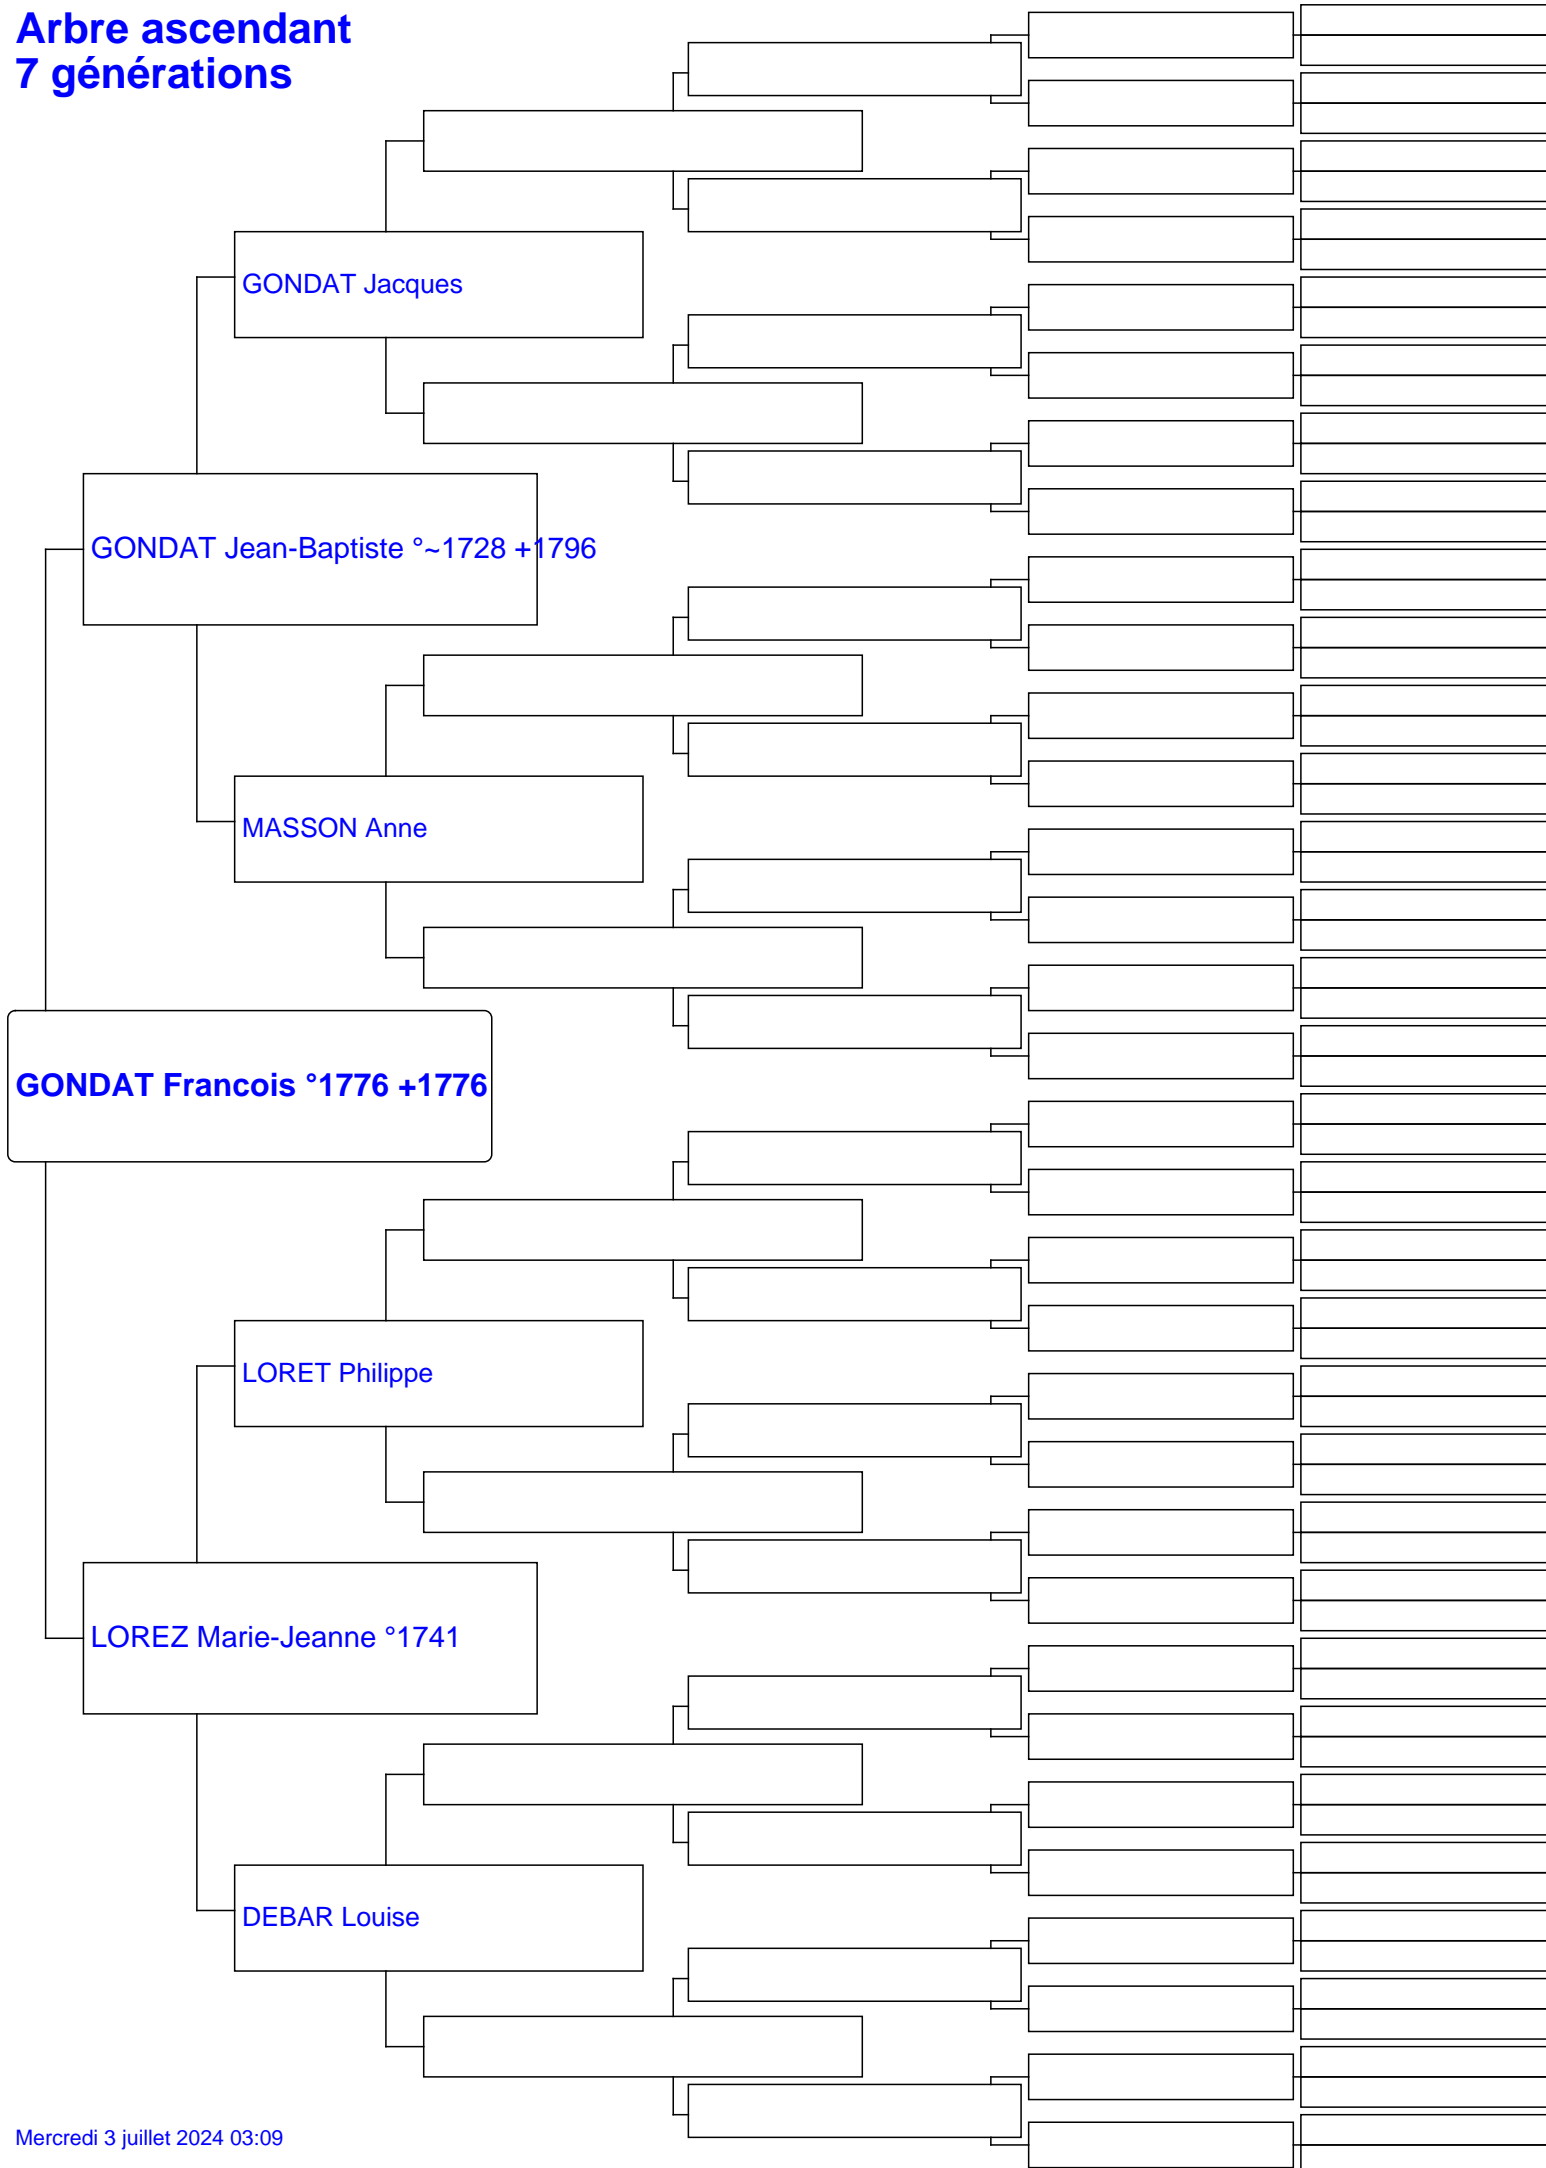 Arbre ascendant
7 générations
GONDAT Jacques
GONDAT Jean-Baptiste °~1728 +1796
MASSON Anne
GONDAT Francois °1776 +1776
LORET Philippe
LOREZ Marie-Jeanne °1741
DEBAR Louise
Mercredi 3 juillet 2024 03:09